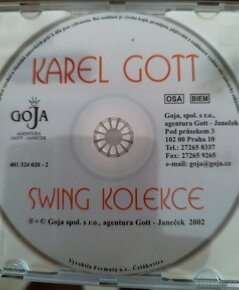 KAREL GOTT
GOJA
AGENTURA
GOTT - JANEČEK
401 324 020 - 2
OSA
BIEM
Goja, spol. s r.o.,
agentura Gott - Janeček
Pod průsekem 3
102 00 Praha 10
Tel.: 27265 8337
Fax: 27265 9265
e-mail: goja@goja.cz
SWING KOLEKCE
℗ + © Goja spol s r.o., agentura Gott - Janeček 2002
Výrobila Fermata a.s., Čelákovice